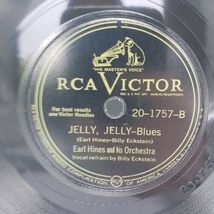 "HIS MASTER'S VOICE"
RCA VICTOR
For best results
use Victor Needles
20-1757-B
JELLY, JELLY-Blues
(Earl Hines-Billy Eckstein)
Earl Hines and his Orchestra
Vocal refrain by Billy Eckstein